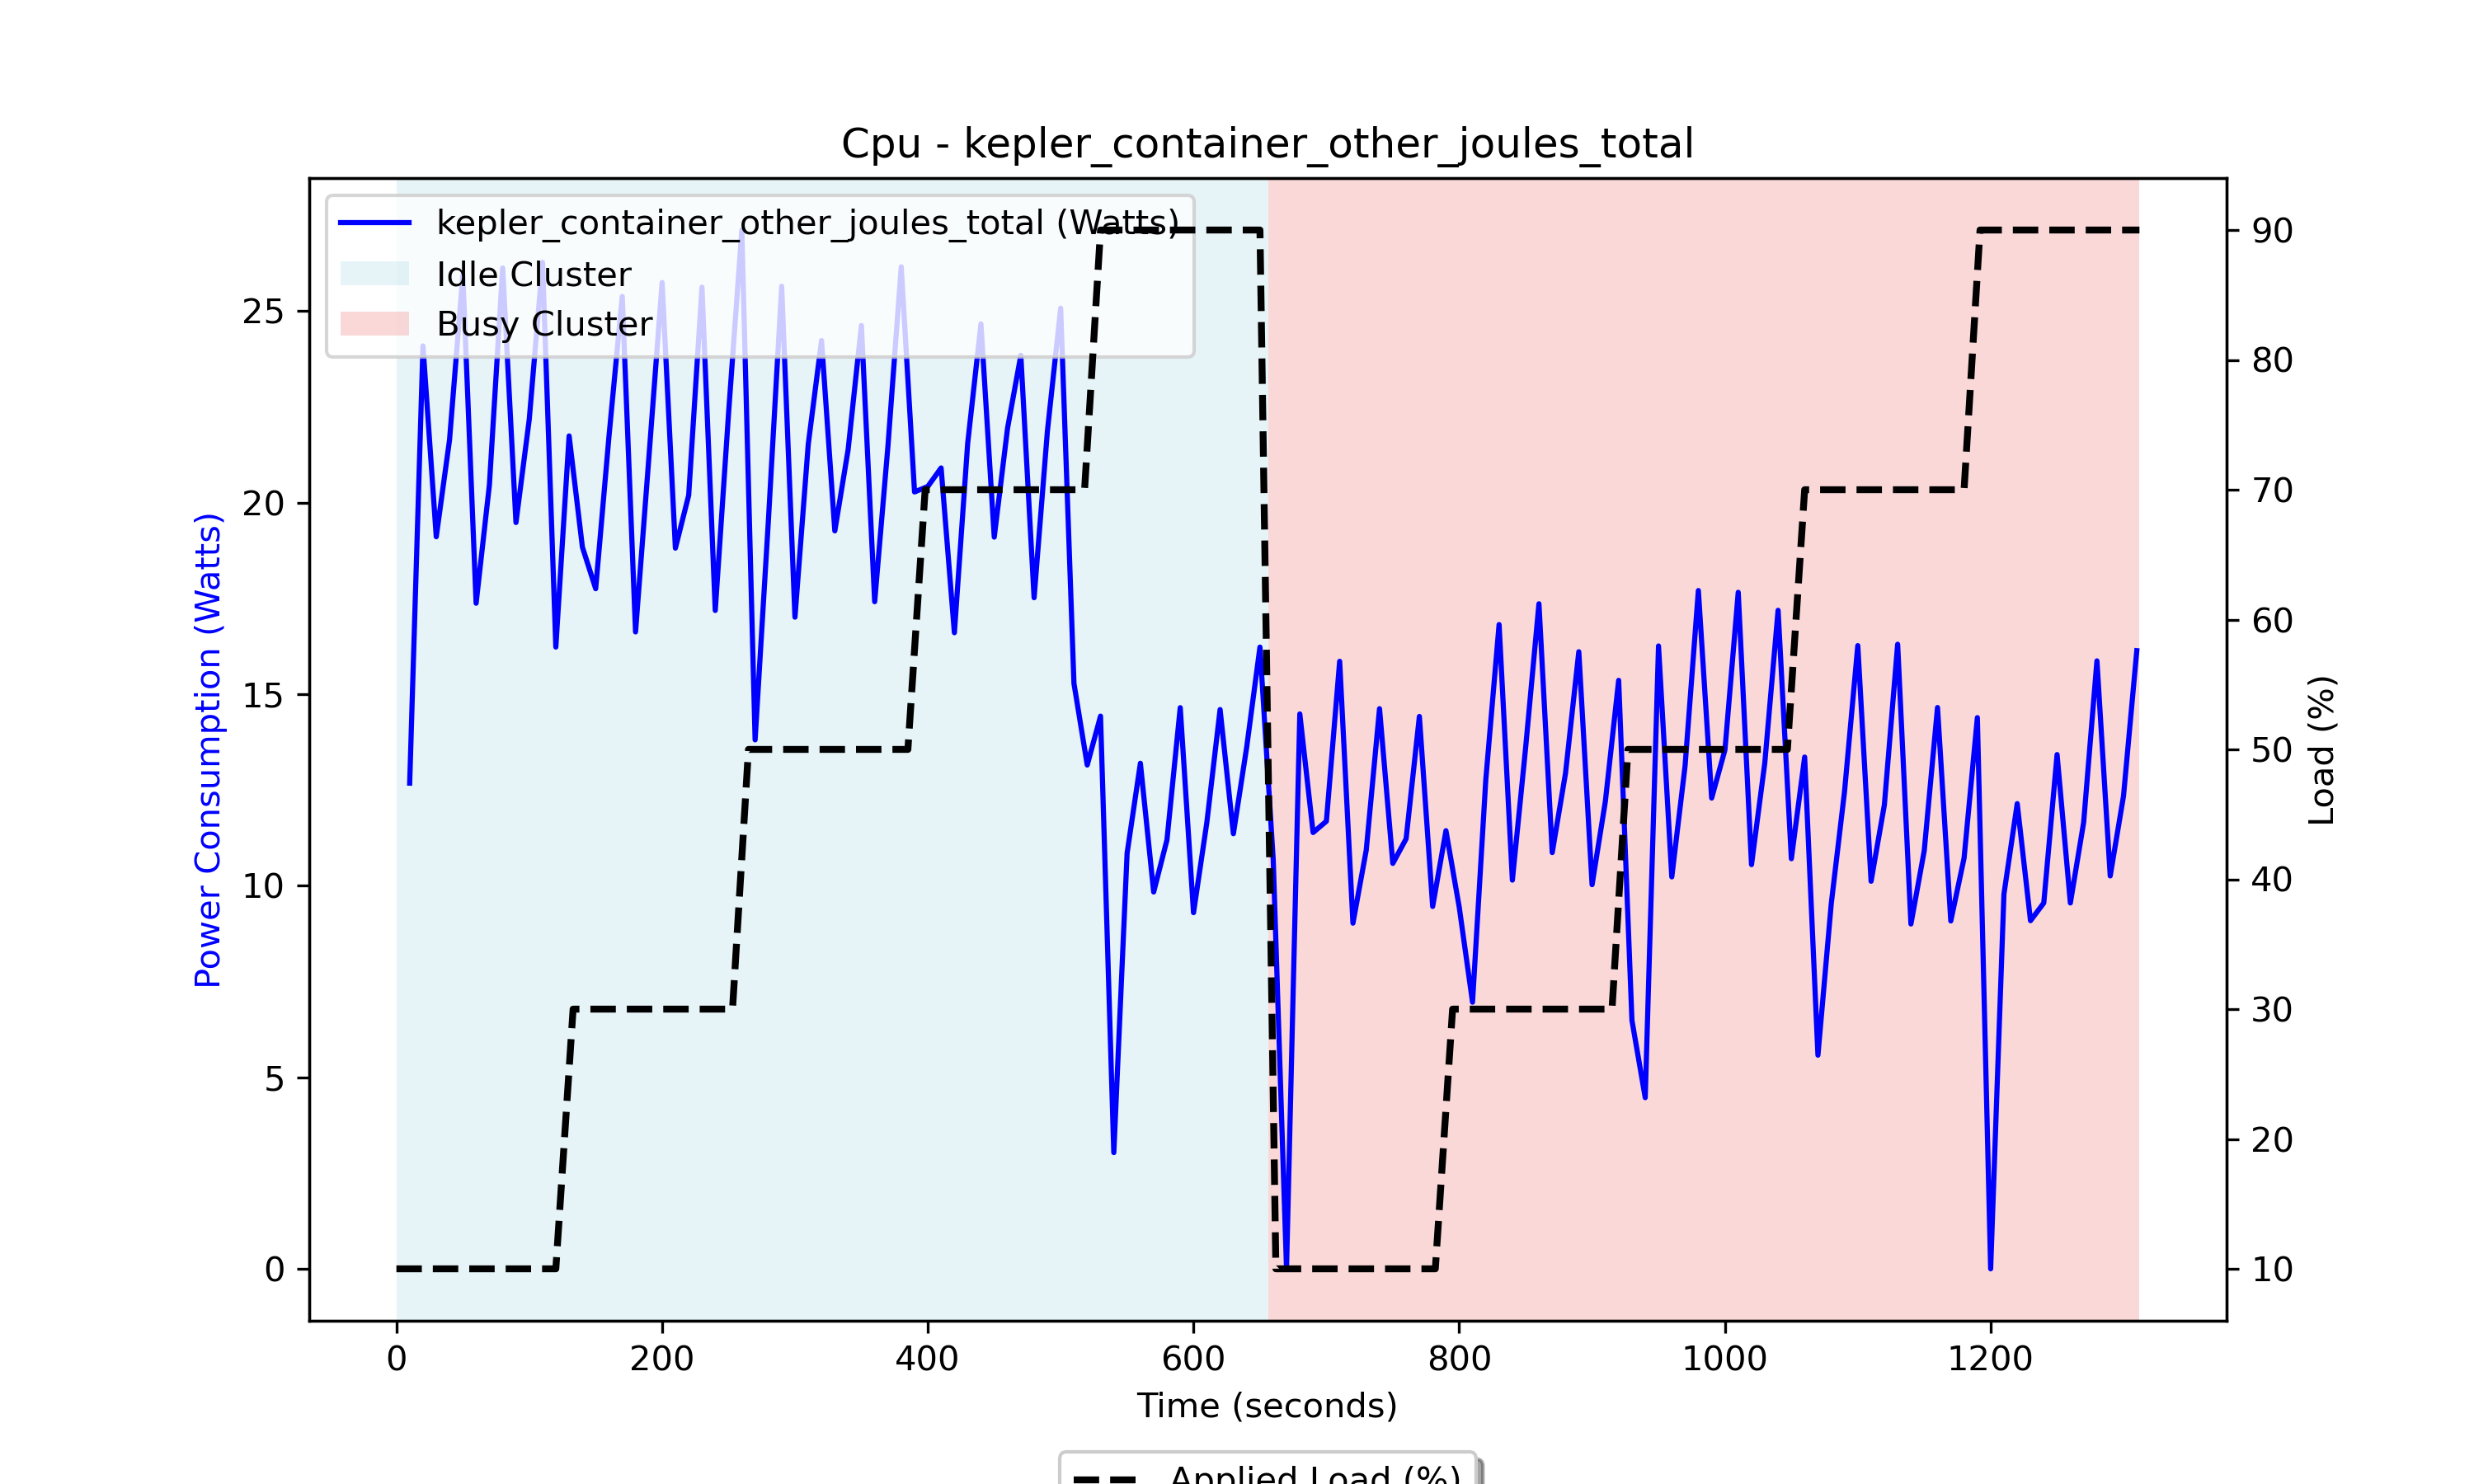 Cpu - kepler_container_other_joules_total
kepler_container_other_joules_total (Watts)
Idle Cluster
Busy Cluster
Power Consumption (Watts)
25
20
15
10
5
0
90
80
70
60
50
40
30
20
10
Load (%)
0 200 400 600 800 1000 1200
Time (seconds)
Applied Load (%)